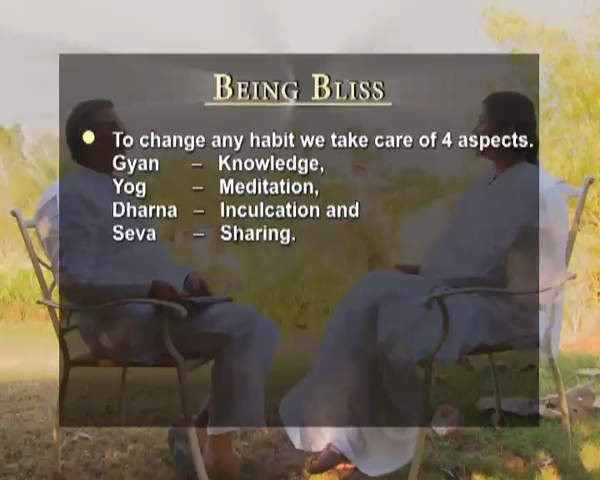 BEING BLISS
To change any habit we take care of 4 aspects.
Gyan – Knowledge,
Yog – Meditation,
Dharna – Inculcation and
Seva – Sharing.